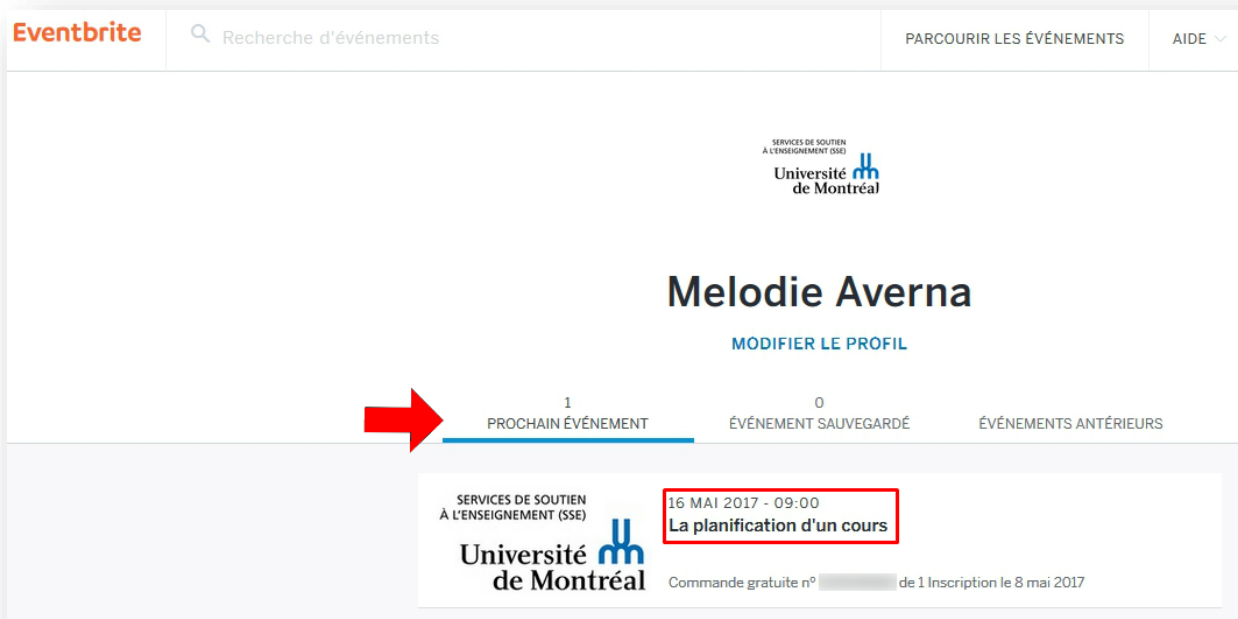 Eventbrite
Recherche d'événements
PARCOURIR LES ÉVÉNEMENTS
AIDE
SERVICES DE SOUTIEN
À L'ENSEIGNEMENT (SSE)
Université
de Montréal
Melodie Averna
MODIFIER LE PROFIL
1
PROCHAIN ÉVÉNEMENT
0
ÉVÉNEMENT SAUVEGARDÉ
ÉVÉNEMENTS ANTÉRIEURS
SERVICES DE SOUTIEN
À L'ENSEIGNEMENT (SSE)
Université
de Montréal
16 MAI 2017 - 09:00
La planification d'un cours
Commande gratuite nº de 1 Inscription le 8 mai 2017